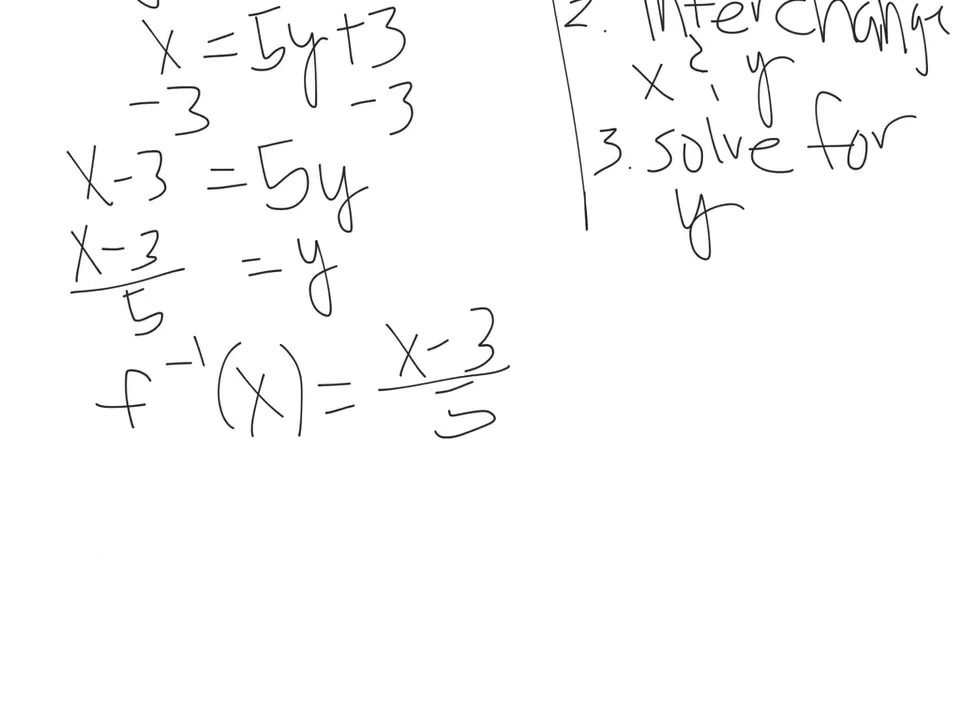 x = 5y+3
-3 -3
x-3 = 5y
x-3
5
= y
f⁻¹(x) = x-3
5
2. Interchange
x & y
3. solve for
y